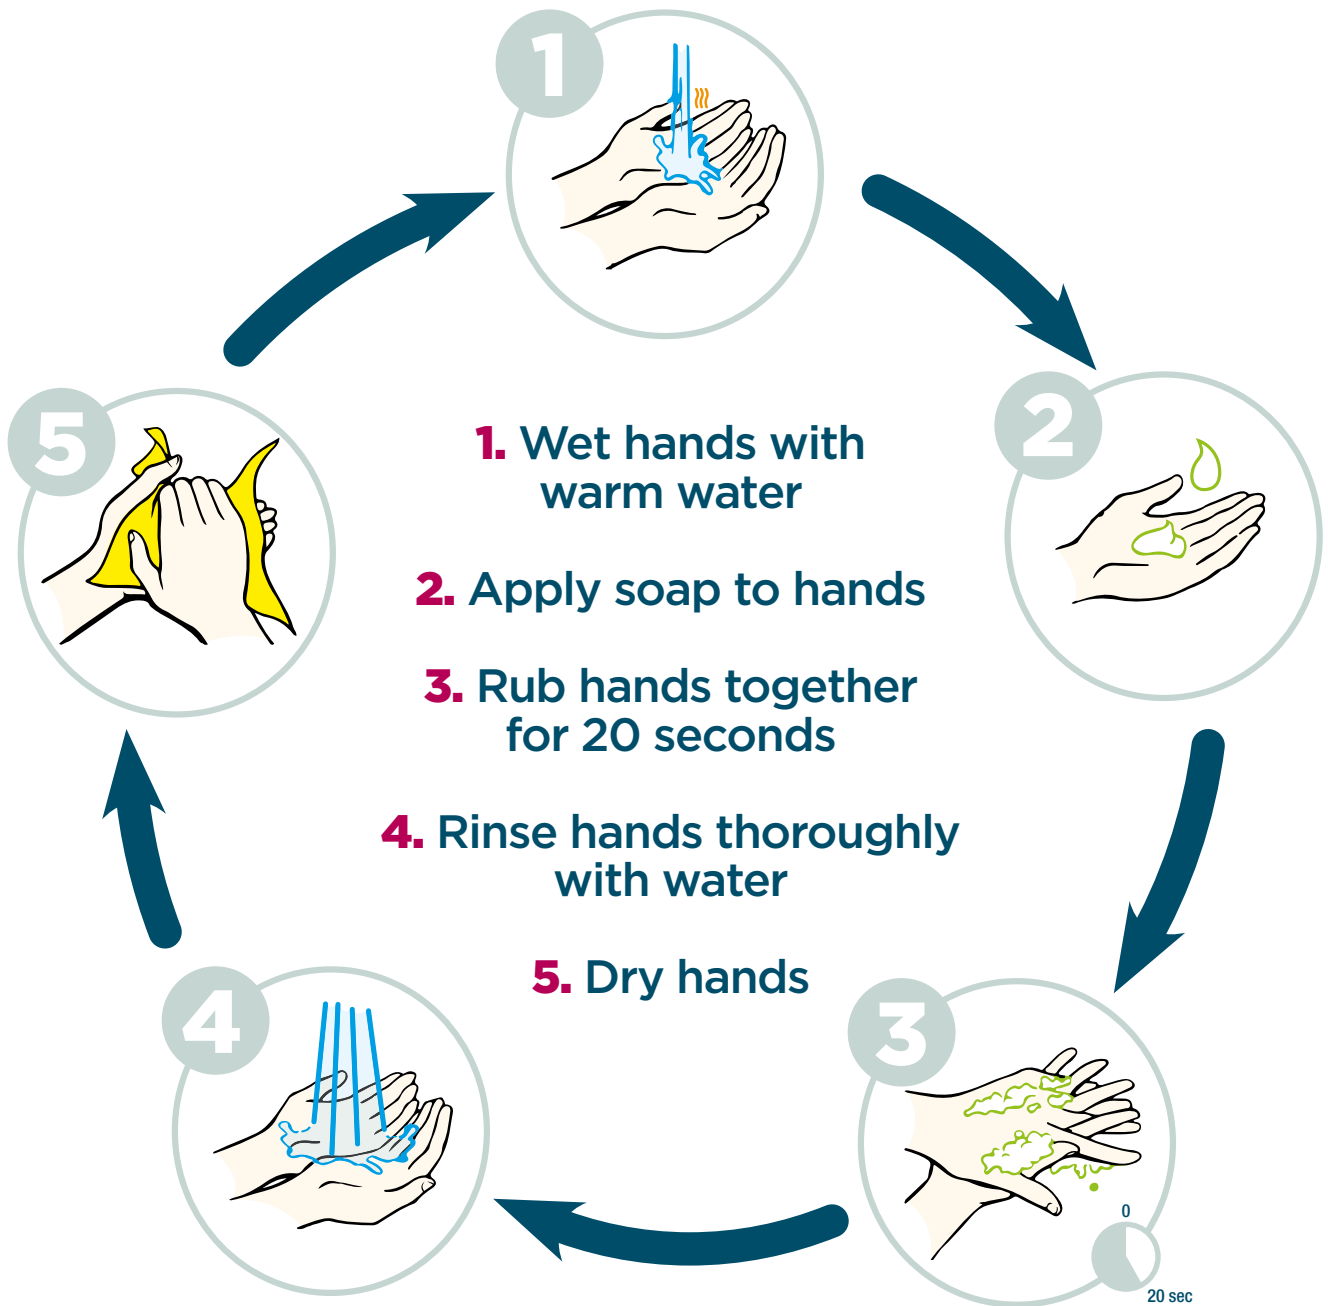 1
2
3
0
20 sec
4
5
1. Wet hands with
warm water
2. Apply soap to hands
3. Rub hands together
for 20 seconds
4. Rinse hands thoroughly
with water
5. Dry hands